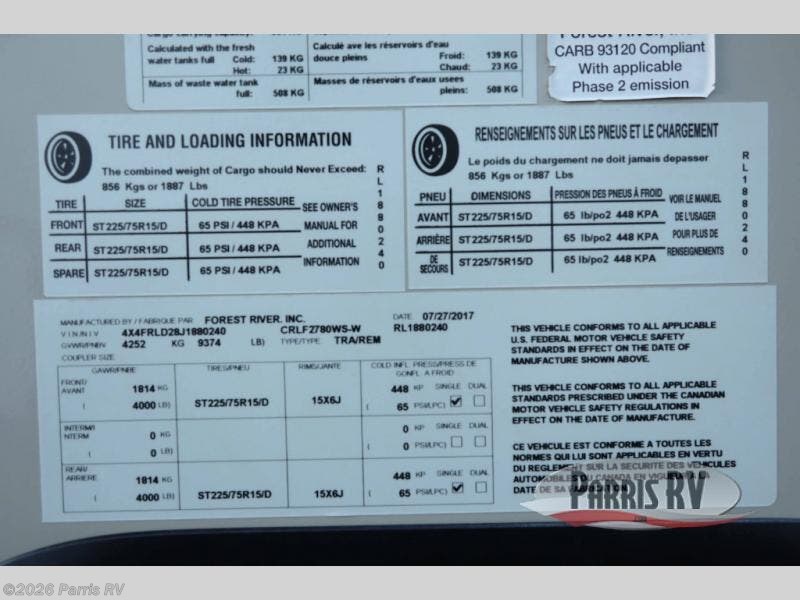 Calculated with the fresh
water tanks full Cold: 139 KG
Hot: 23 KG
Mass of waste water tank
full: 508 KG
Calculé ave les réservoirs d'eau
douce pleins Froid: 139 KG
Chaud: 23 KG
Masses de réservoirs d'eaux usees
pleins: 508 KG
CARB 93120 Compliant
With applicable
Phase 2 emission
TIRE AND LOADING INFORMATION
The combined weight of Cargo should Never Exceed:
856 Kgs or 1887 Lbs
TIRE SIZE COLD TIRE PRESSURE
FRONT ST225/75R15/D 65 PSI / 448 KPA
REAR ST225/75R15/D 65 PSI / 448 KPA
SPARE ST225/75R15/D 65 PSI / 448 KPA
SEE OWNER'S
MANUAL FOR
ADDITIONAL
INFORMATION
RL1880240
RENSEIGNEMENTS SUR LES PNEUS ET LE CHARGEMENT
Le poids du chargement ne doit jamais depasser
856 Kgs or 1887 Lbs
PNEU DIMENSIONS PRESSION DES PNEUS À FROID
AVANT ST225/75R15/D 65 lb/po2 448 KPA
ARRIÈRE ST225/75R15/D 65 lb/po2 448 KPA
DE SECOURS ST225/75R15/D 65 lb/po2 448 KPA
VOIR LE MANUEL
DE L'USAGER
POUR PLUS DE
RENSEIGNEMENTS
RL1880240
MANUFACTURED BY / FABRIQUE PAR FOREST RIVER, INC. DATE 07/27/2017
V I N /N I V 4X4FRLD28J1880240 CRLF2780WS-W RL1880240
GVWR/PNBV 4252 KG 9374 LB) TYPE/TYPE: TRA/REM
COUPLER SIZE
GAWR/PNBE TIRES/PNEU RIMS/JANTE COLD INFL. PRESS/PRESS DE
GONFL. A FROID
FRONT/
AVANT 1814 KG 448 KP SINGLE DUAL
( 4000 LB) ST225/75R15/D 15X6J ( 65 PSI/LPC)
INTERM/I
NTERM 0 KG 0 KP SINGLE DUAL
( 0 LB) ( 0 PSI/LPC)
REAR/
ARRIERE 1814 KG 448 KP SINGLE DUAL
( 4000 LB) ST225/75R15/D 15X6J ( 65 PSI/LPC)
THIS VEHICLE CONFORMS TO ALL APPLICABLE
U.S. FEDERAL MOTOR VEHICLE SAFETY
STANDARDS IN EFFECT ON THE DATE OF
MANUFACTURE SHOWN ABOVE.
THIS VEHICLE CONFORMS TO ALL APPLICABLE
STANDARDS PRESCRIBED UNDER THE CANADIAN
MOTOR VEHICLE SAFETY REGULATIONS IN
EFFECT ON THE DATE OF MANUFACTURE.
CE VEHICULE EST CONFORME A TOUTES LES
NORMES QUI LUI SONT APPLICABLES EN VERTU
DU REGLEMENT SUR LA SECURITE DES VEHICULES
AUTOMOBILES DU CANADA EN VIGUEUR A LA
DATE DE SA
PARRIS RV
©2026 Parris RV